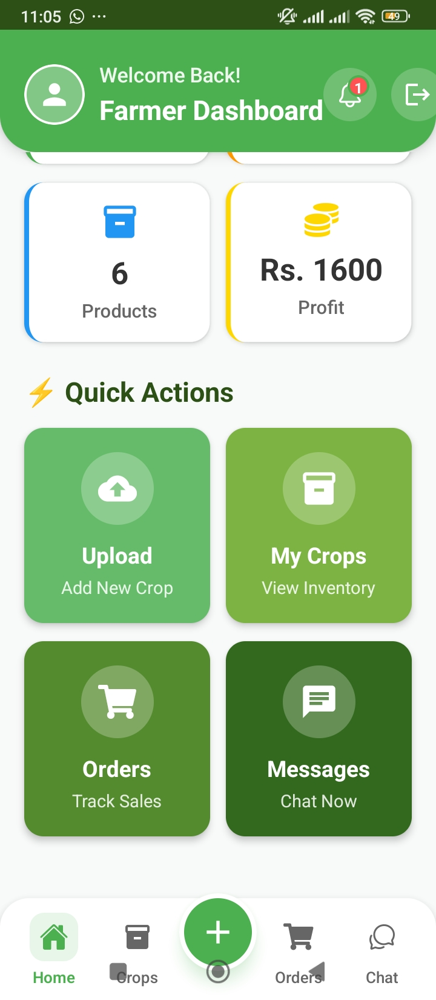 11:05
49
Welcome Back!
Farmer Dashboard
1
6
Products
Rs. 1600
Profit
⚡ Quick Actions
Upload
Add New Crop
My Crops
View Inventory
Orders
Track Sales
Messages
Chat Now
Home
Crops
Orders
Chat